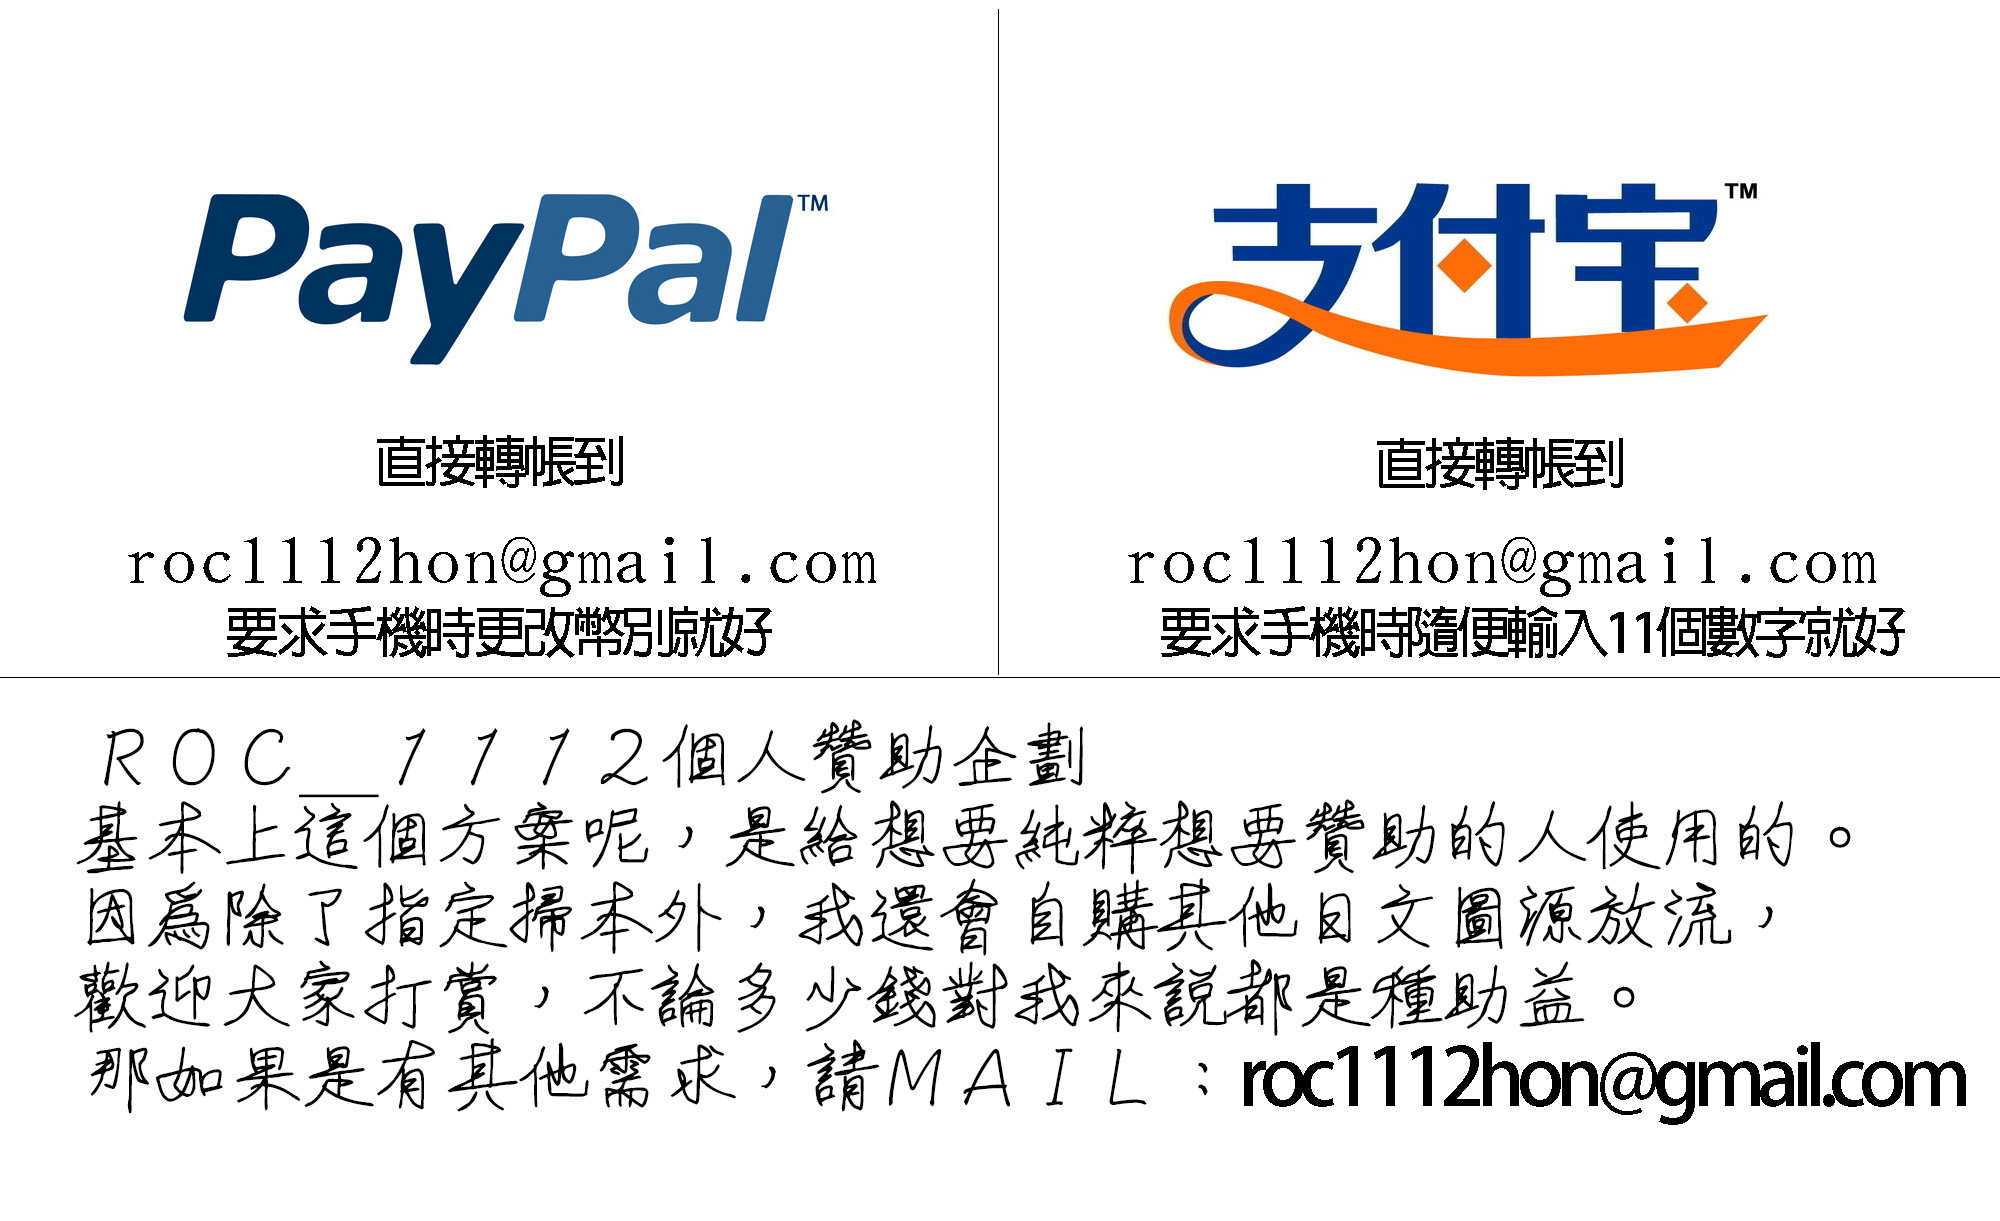 PayPal™
直接轉帳到
roc1112hon@gmail.com
要求手機時更改幣別就好
支付宝™
直接轉帳到
roc1112hon@gmail.com
要求手機時隨便輸入11個數字就好
ＲＯＣ＿１１１２個人贊助企劃
基本上這個方案呢，是給想要純粹想要贊助的人使用的。
因為除了指定掃本外，我還會自購其他日文圖源放流，
歡迎大家打賞，不論多少錢對我來説都是種助益。
那如果是有其他需求，請ＭＡＩＬ：roc1112hon@gmail.com